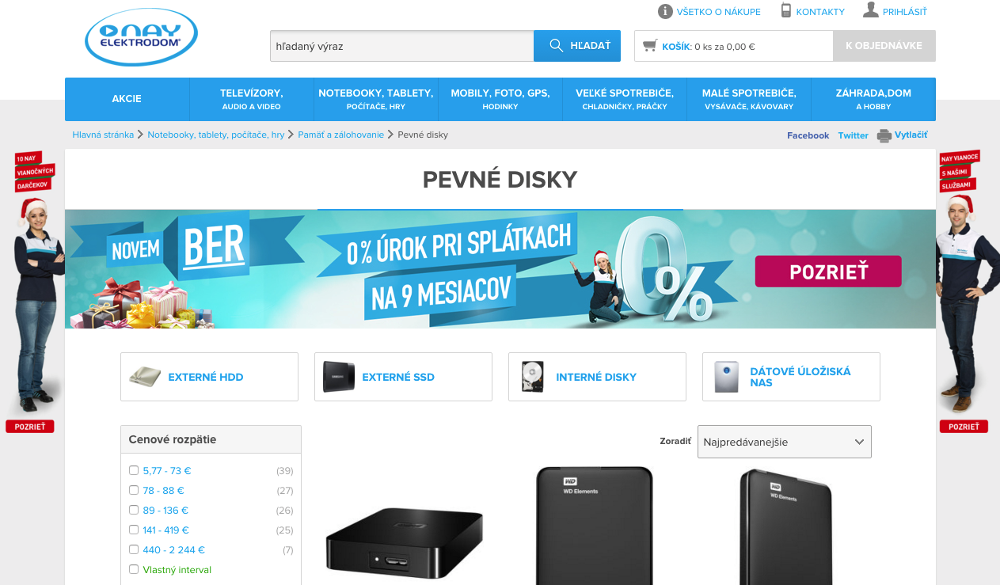 VŠETKO O NÁKUPE
KONTAKTY
PRIHLÁSIŤ
NAY
ELEKTRODOM
hľadaný výraz
HĽADAŤ
KOŠÍK: 0 ks za 0,00 €
K OBJEDNÁVKE
AKCIE
TELEVÍZORY,
AUDIO A VIDEO
NOTEBOOKY, TABLETY,
POČÍTAČE, HRY
MOBILY, FOTO, GPS,
HODINKY
VEĽKÉ SPOTREBIČE,
CHLADNIČKY, PRÁČKY
MALÉ SPOTREBIČE,
VYSÁVAČE, KÁVOVARY
ZÁHRADA,DOM
A HOBBY
Hlavná stránka
Notebooky, tablety, počítače, hry
Pamäť a zálohovanie
Pevné disky
Facebook
Twitter
Vytlačiť
10 NAY
VIANOČNÝCH
DARČEKOV
POZRIEŤ
NAY VIANOCE
S NAŠIMI
SLUŽBAMI
POZRIEŤ
PEVNÉ DISKY
NOVEM BER
0% ÚROK PRI SPLÁTKACH
NA 9 MESIACOV
0%
POZRIEŤ
EXTERNÉ HDD
EXTERNÉ SSD
INTERNÉ DISKY
DÁTOVÉ ÚLOŽISKÁ
NAS
Cenové rozpätie
5,77 - 73 € (39)
78 - 88 € (27)
89 - 136 € (26)
141 - 419 € (25)
440 - 2 244 € (7)
Vlastný interval
Zoradiť
Najpredávanejšie
WD
WD Elements
WD
WD Elements